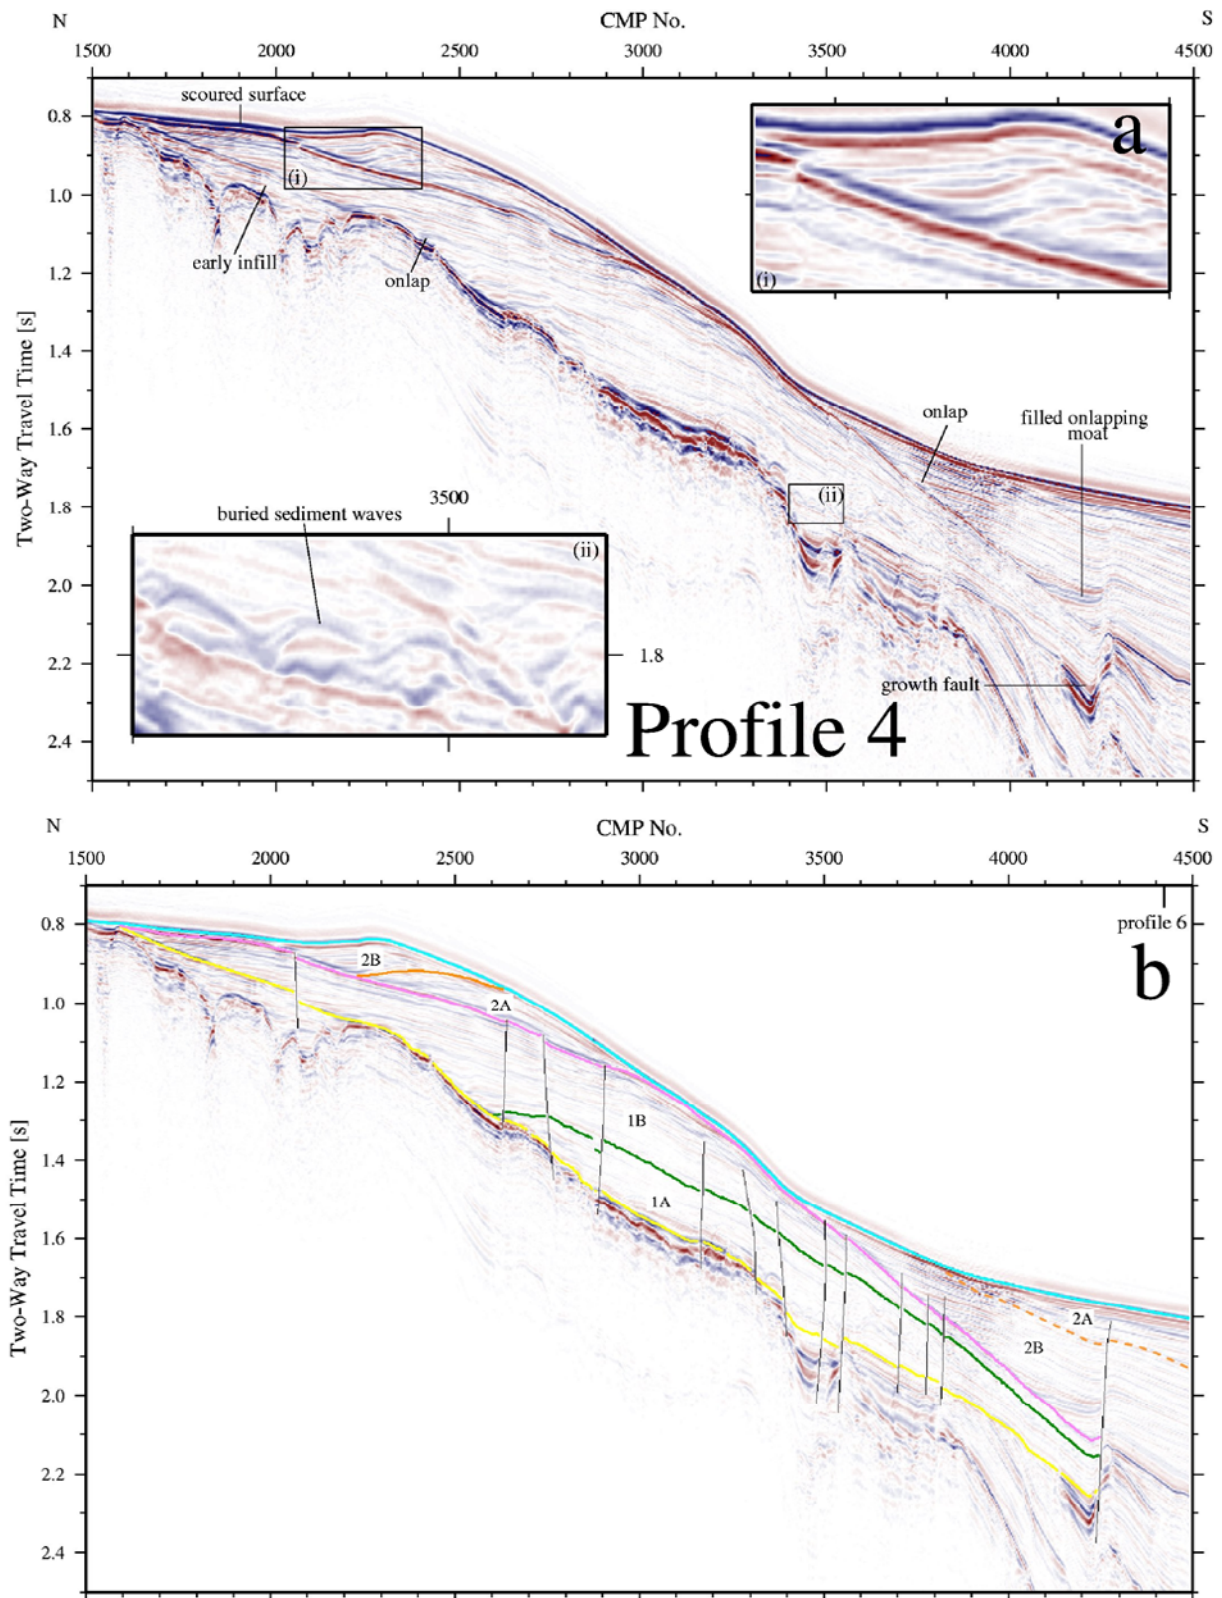 N CMP No. S
1500 2000 2500 3000 3500 4000 4500
scoured surface
0.8
a
(i)
1.0
early infill
onlap
1.2
(i)
1.4
Two-Way Travel Time [s]
onlap
filled onlapping
moat
1.6
(ii)
1.8
3500
buried sediment waves
(ii)
2.0
1.8
2.2
growth fault
Profile 4
2.4
N CMP No. S
1500 2000 2500 3000 3500 4000 4500
0.8
profile 6
2B
b
1.0
2A
1.2
1B
1.4
Two-Way Travel Time [s]
1A
1.6
1.8
2A
2B
2.0
2.2
2.4